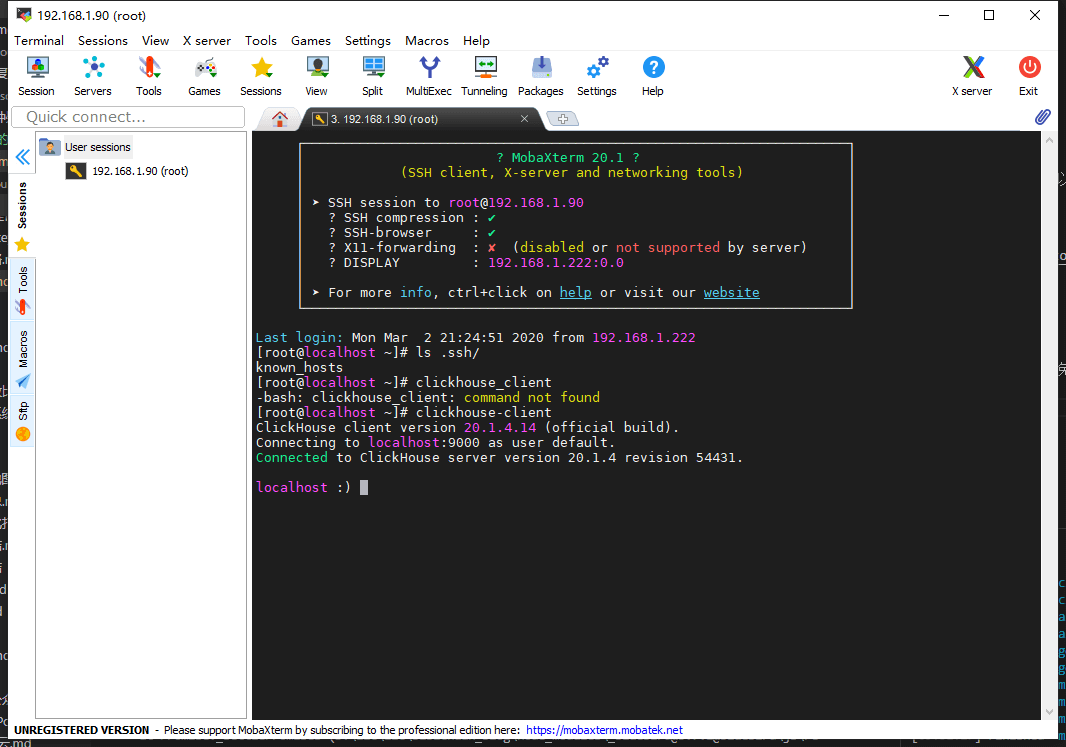 192.168.1.90 (root)
Terminal Sessions View X server Tools Games Settings Macros Help
Session Servers Tools Games Sessions View Split MultiExec Tunneling Packages Settings Help X server Exit
Quick connect...
3. 192.168.1.90 (root)
User sessions
192.168.1.90 (root)
Sessions
Tools
Macros
Sftp
? MobaXterm 20.1 ?
(SSH client, X-server and networking tools)
➤ SSH session to root@192.168.1.90
? SSH compression : ✔
? SSH-browser : ✔
? X11-forwarding : ✘ (disabled or not supported by server)
? DISPLAY : 192.168.1.222:0.0
➤ For more info, ctrl+click on help or visit our website
Last login: Mon Mar  2 21:24:51 2020 from 192.168.1.222
[root@localhost ~]# ls .ssh/
known_hosts
[root@localhost ~]# clickhouse_client
-bash: clickhouse_client: command not found
[root@localhost ~]# clickhouse-client
ClickHouse client version 20.1.4.14 (official build).
Connecting to localhost:9000 as user default.
Connected to ClickHouse server version 20.1.4 revision 54431.
localhost :)
UNREGISTERED VERSION - Please support MobaXterm by subscribing to the professional edition here: https://mobaxterm.mobatek.net